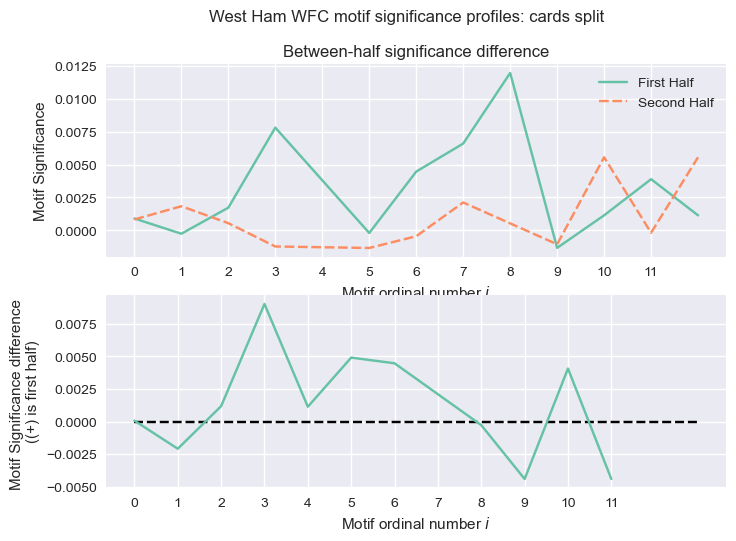 West Ham WFC motif significance profiles: cards split
Between-half significance difference
Motif Significance
0.0125
0.0100
0.0075
0.0050
0.0025
0.0000
First Half
Second Half
0 1 2 3 4 5 6 7 8 9 10 11
Motif ordinal number i
Motif Significance difference
((+) is first half)
0.0075
0.0050
0.0025
0.0000
−0.0025
−0.0050
0 1 2 3 4 5 6 7 8 9 10 11
Motif ordinal number i